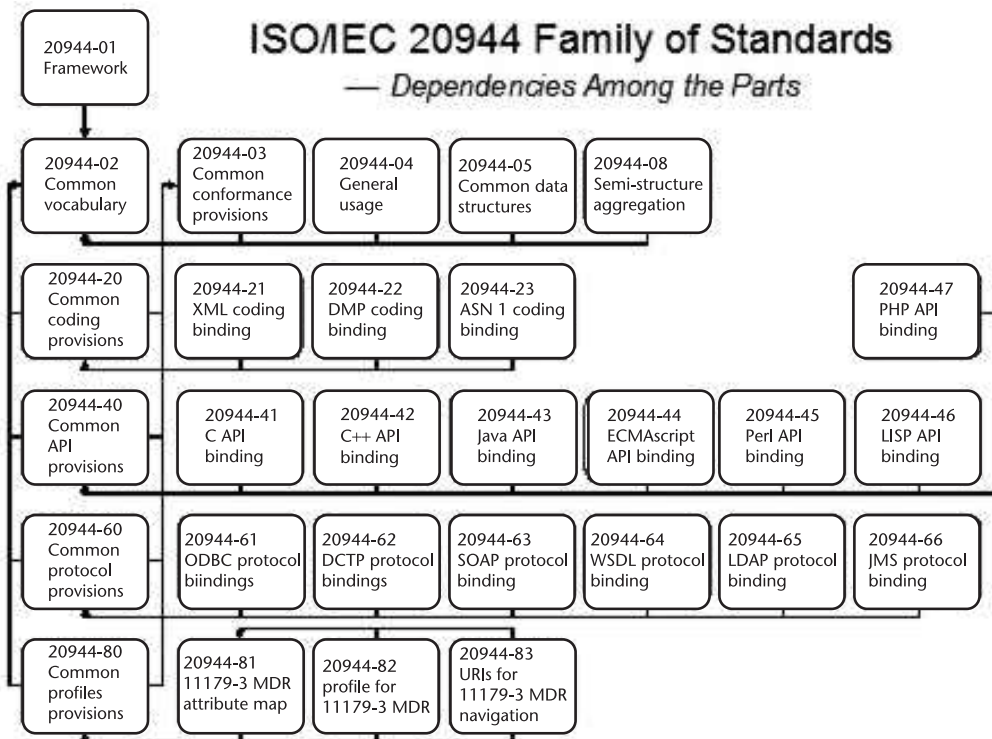 ISO/IEC 20944 Family of Standards
— Dependencies Among the Parts
20944-01
Framework
20944-02
Common
vocabulary
20944-03
Common
conformance
provisions
20944-04
General
usage
20944-05
Common data
structures
20944-08
Semi-structure
aggregation
20944-20
Common
coding
provisions
20944-21
XML coding
binding
20944-22
DMP coding
binding
20944-23
ASN 1 coding
binding
20944-47
PHP API
binding
20944-40
Common
API
provisions
20944-41
C API
binding
20944-42
C++ API
binding
20944-43
Java API
binding
20944-44
ECMAscript
API binding
20944-45
Perl API
binding
20944-46
LISP API
binding
20944-60
Common
protocol
provisions
20944-61
ODBC protocol
biindings
20944-62
DCTP protocol
bindings
20944-63
SOAP protocol
binding
20944-64
WSDL protocol
binding
20944-65
LDAP protocol
binding
20944-66
JMS protocol
binding
20944-80
Common
profiles
provisions
20944-81
11179-3 MDR
attribute map
20944-82
profile for
11179-3 MDR
20944-83
URIs for
11179-3 MDR
navigation